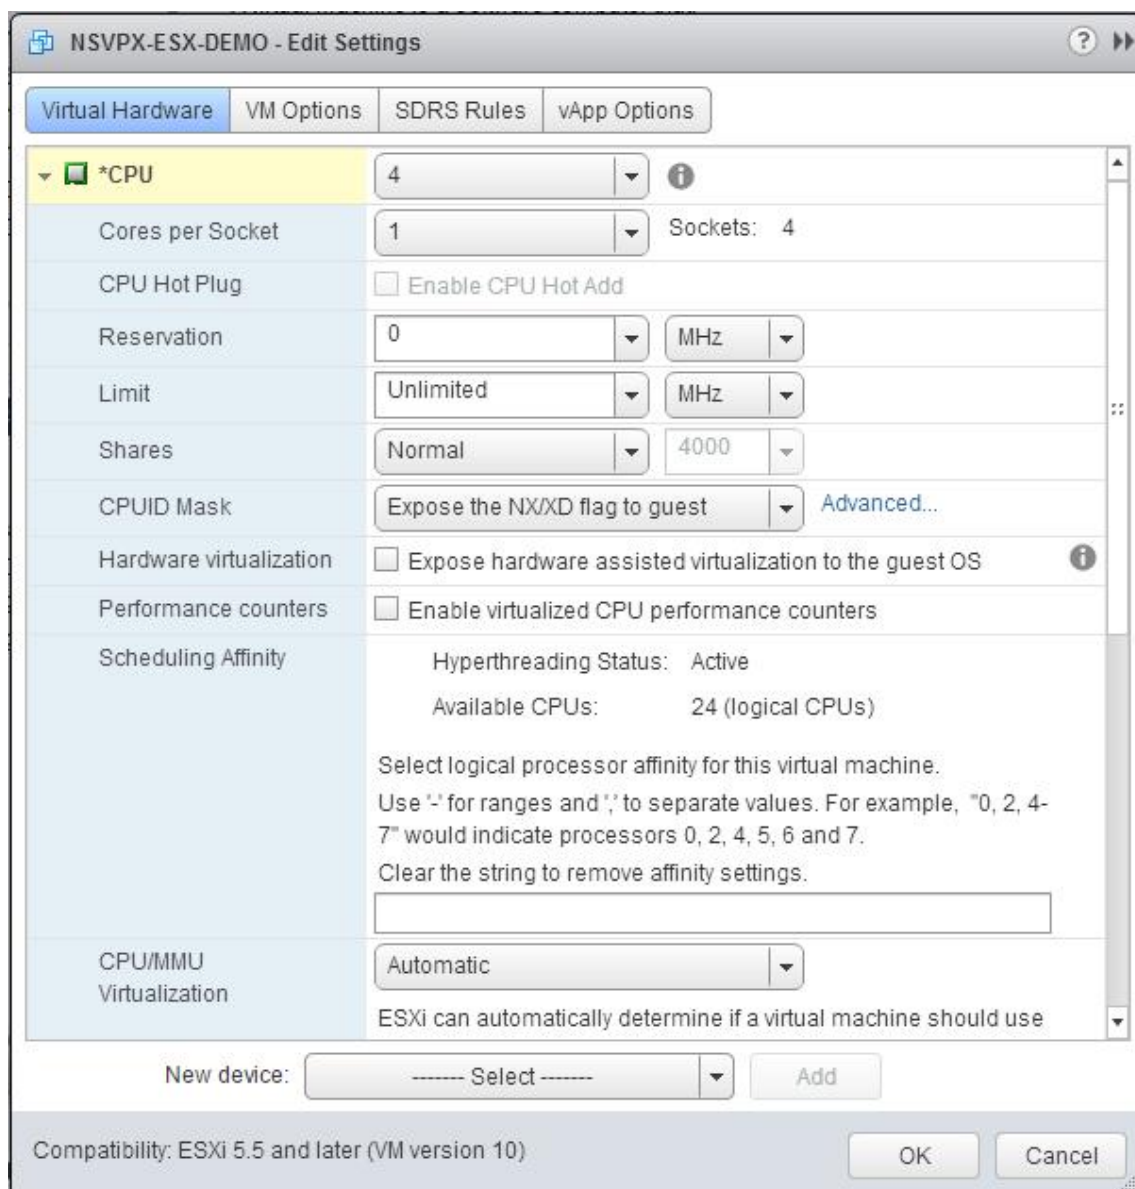 NSVPX-ESX-DEMO - Edit Settings
?
Virtual Hardware VM Options SDRS Rules vApp Options
*CPU 4
Cores per Socket 1 Sockets: 4
CPU Hot Plug Enable CPU Hot Add
Reservation 0 MHz
Limit Unlimited MHz
Shares Normal 4000
CPUID Mask Expose the NX/XD flag to guest Advanced...
Hardware virtualization Expose hardware assisted virtualization to the guest OS
Performance counters Enable virtualized CPU performance counters
Scheduling Affinity Hyperthreading Status: Active
Available CPUs: 24 (logical CPUs)
Select logical processor affinity for this virtual machine.
Use '-' for ranges and ',' to separate values. For example, "0, 2, 4-
7" would indicate processors 0, 2, 4, 5, 6 and 7.
Clear the string to remove affinity settings.
CPU/MMU
Virtualization
Automatic
ESXi can automatically determine if a virtual machine should use
New device: ------- Select ------- Add
Compatibility: ESXi 5.5 and later (VM version 10) OK Cancel